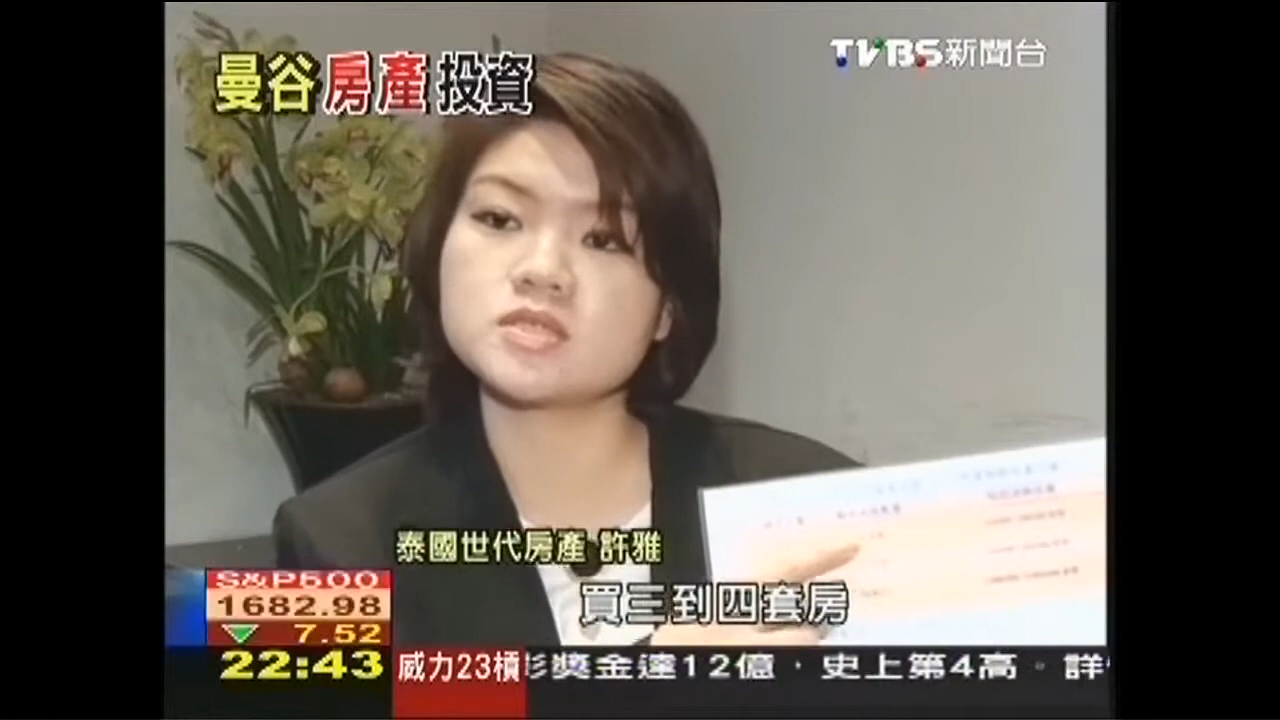 曼谷房產投資
TVBS新聞台
泰國世代房產 許雅
買三到四套房
S&P500
1682.98
7.52
22:43
威力23槓
獎金達12億，史上第4高。詳